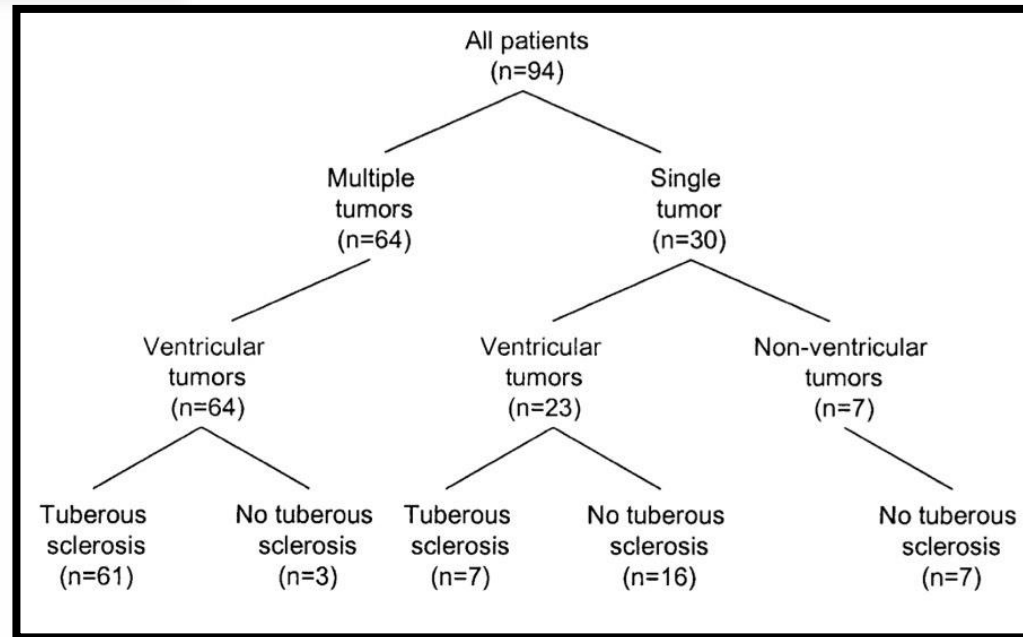 All patients
(n=94)
Multiple
tumors
(n=64)
Single
tumor
(n=30)
Ventricular
tumors
(n=64)
Ventricular
tumors
(n=23)
Non-ventricular
tumors
(n=7)
Tuberous
sclerosis
(n=61)
No tuberous
sclerosis
(n=3)
Tuberous
sclerosis
(n=7)
No tuberous
sclerosis
(n=16)
No tuberous
sclerosis
(n=7)